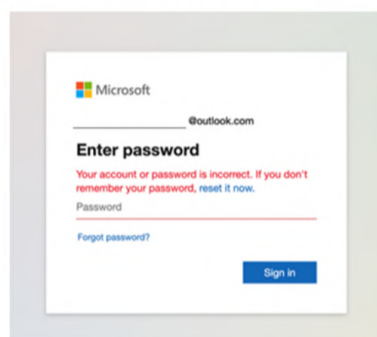 Microsoft
@outlook.com
Enter password
Your account or password is incorrect. If you don't
remember your password, reset it now.
Password
Forgot password?
Sign in